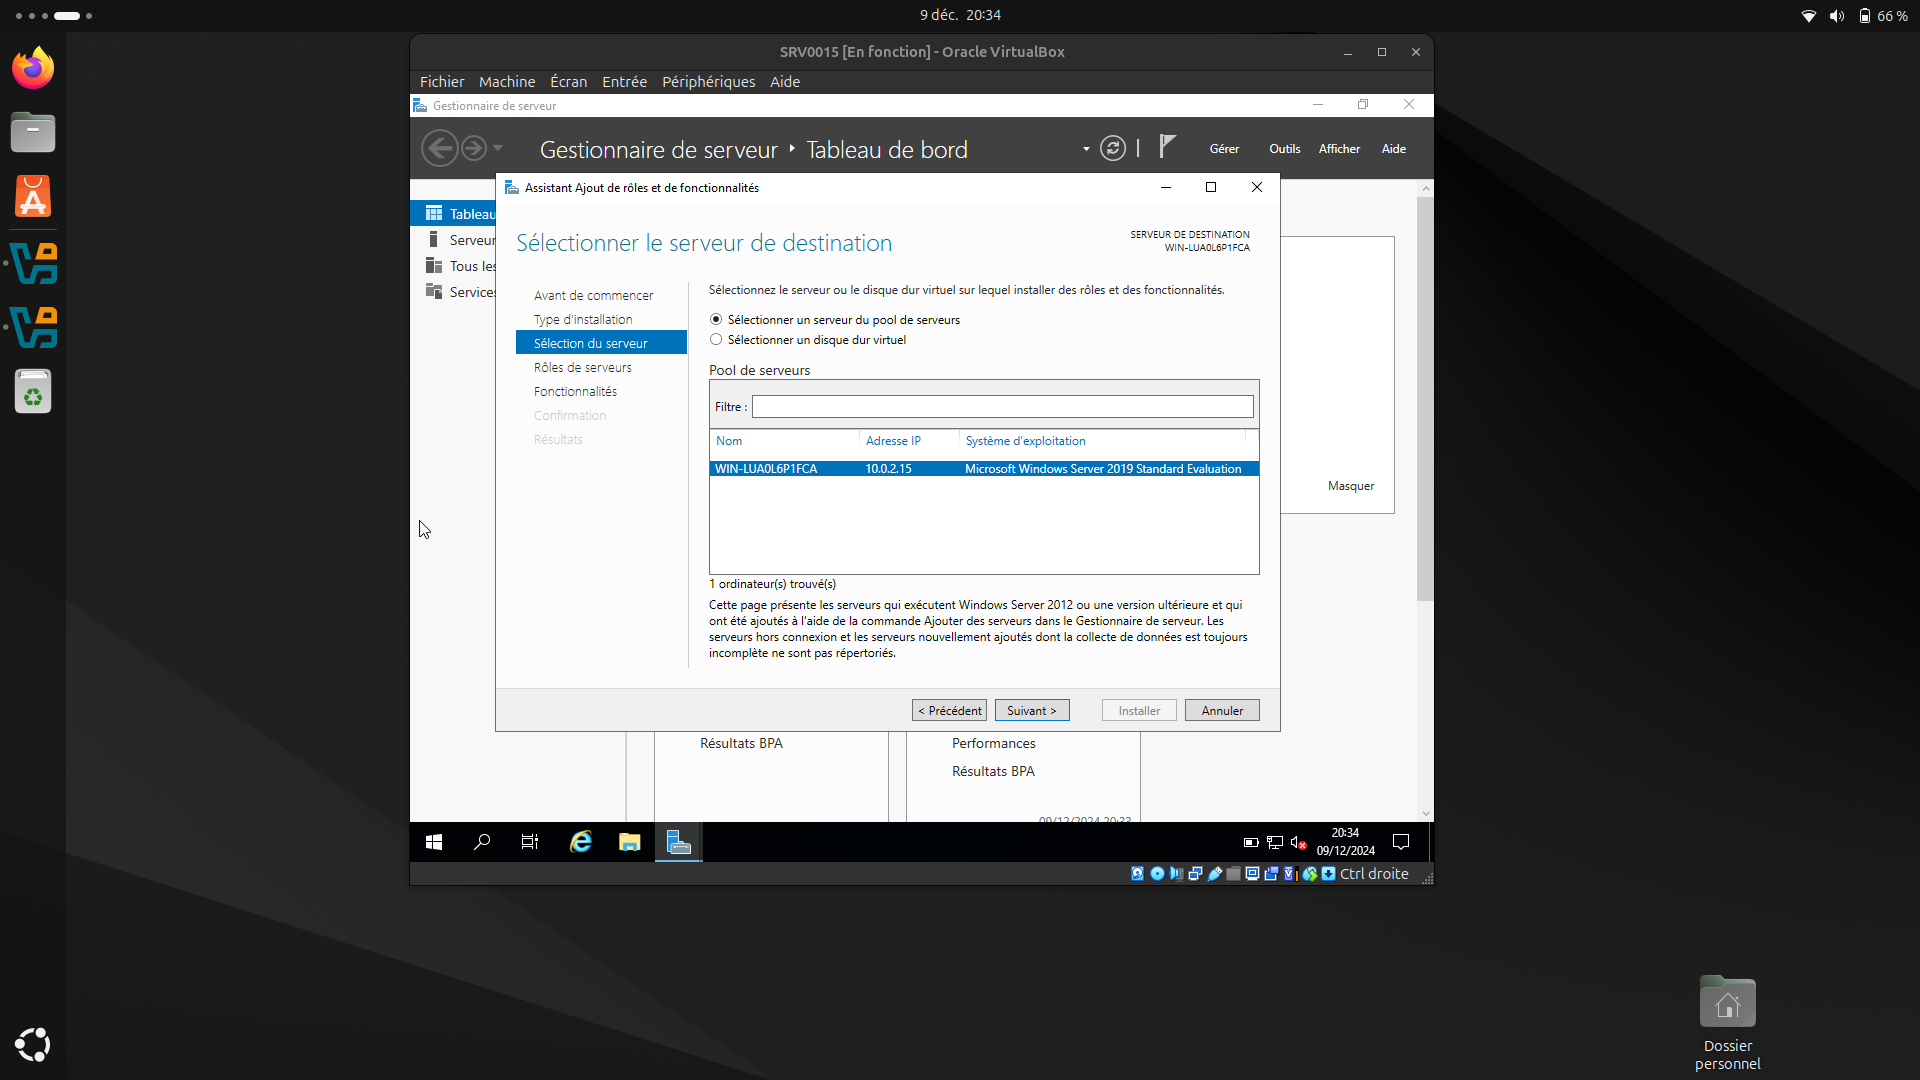 9 déc. 20:34
66 %
SRV0015 [En fonction] - Oracle VirtualBox
Fichier Machine Écran Entrée Périphériques Aide
Gestionnaire de serveur
Gestionnaire de serveur Tableau de bord
Gérer Outils Afficher Aide
Assistant Ajout de rôles et de fonctionnalités
Tableau
Serveur
Tous les
Services
Sélectionner le serveur de destination
SERVEUR DE DESTINATION
WIN-LUA0L6P1FCA
Avant de commencer
Type d'installation
Sélection du serveur
Rôles de serveurs
Fonctionnalités
Confirmation
Résultats
Sélectionnez le serveur ou le disque dur virtuel sur lequel installer des rôles et des fonctionnalités.
Sélectionner un serveur du pool de serveurs
Sélectionner un disque dur virtuel
Pool de serveurs
Filtre :
Nom Adresse IP Système d'exploitation
WIN-LUA0L6P1FCA 10.0.2.15 Microsoft Windows Server 2019 Standard Evaluation
1 ordinateur(s) trouvé(s)
Cette page présente les serveurs qui exécutent Windows Server 2012 ou une version ultérieure et qui
ont été ajoutés à l'aide de la commande Ajouter des serveurs dans le Gestionnaire de serveur. Les
serveurs hors connexion et les serveurs nouvellement ajoutés dont la collecte de données est toujours
incomplète ne sont pas répertoriés.
< Précédent Suivant > Installer Annuler
Masquer
Résultats BPA
Performances
Résultats BPA
09/12/2024 20:33
20:34
09/12/2024
Ctrl droite
Dossier
personnel